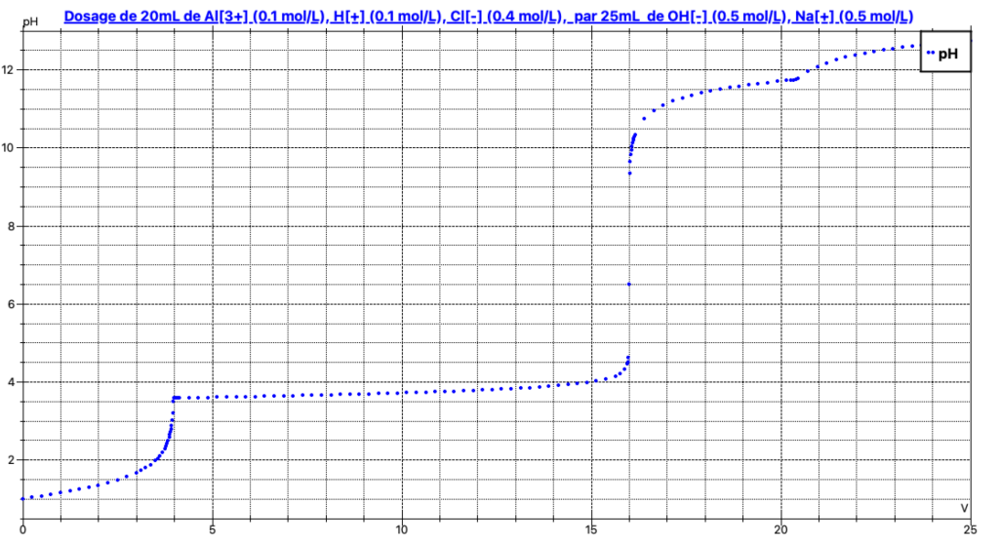 Dosage de 20mL de Al[3+] (0.1 mol/L), H[+] (0.1 mol/L), Cl[-] (0.4 mol/L), par 25mL de OH[-] (0.5 mol/L), Na[+] (0.5 mol/L)
pH
pH
12
10
8
6
4
2
V
0 5 10 15 20 25